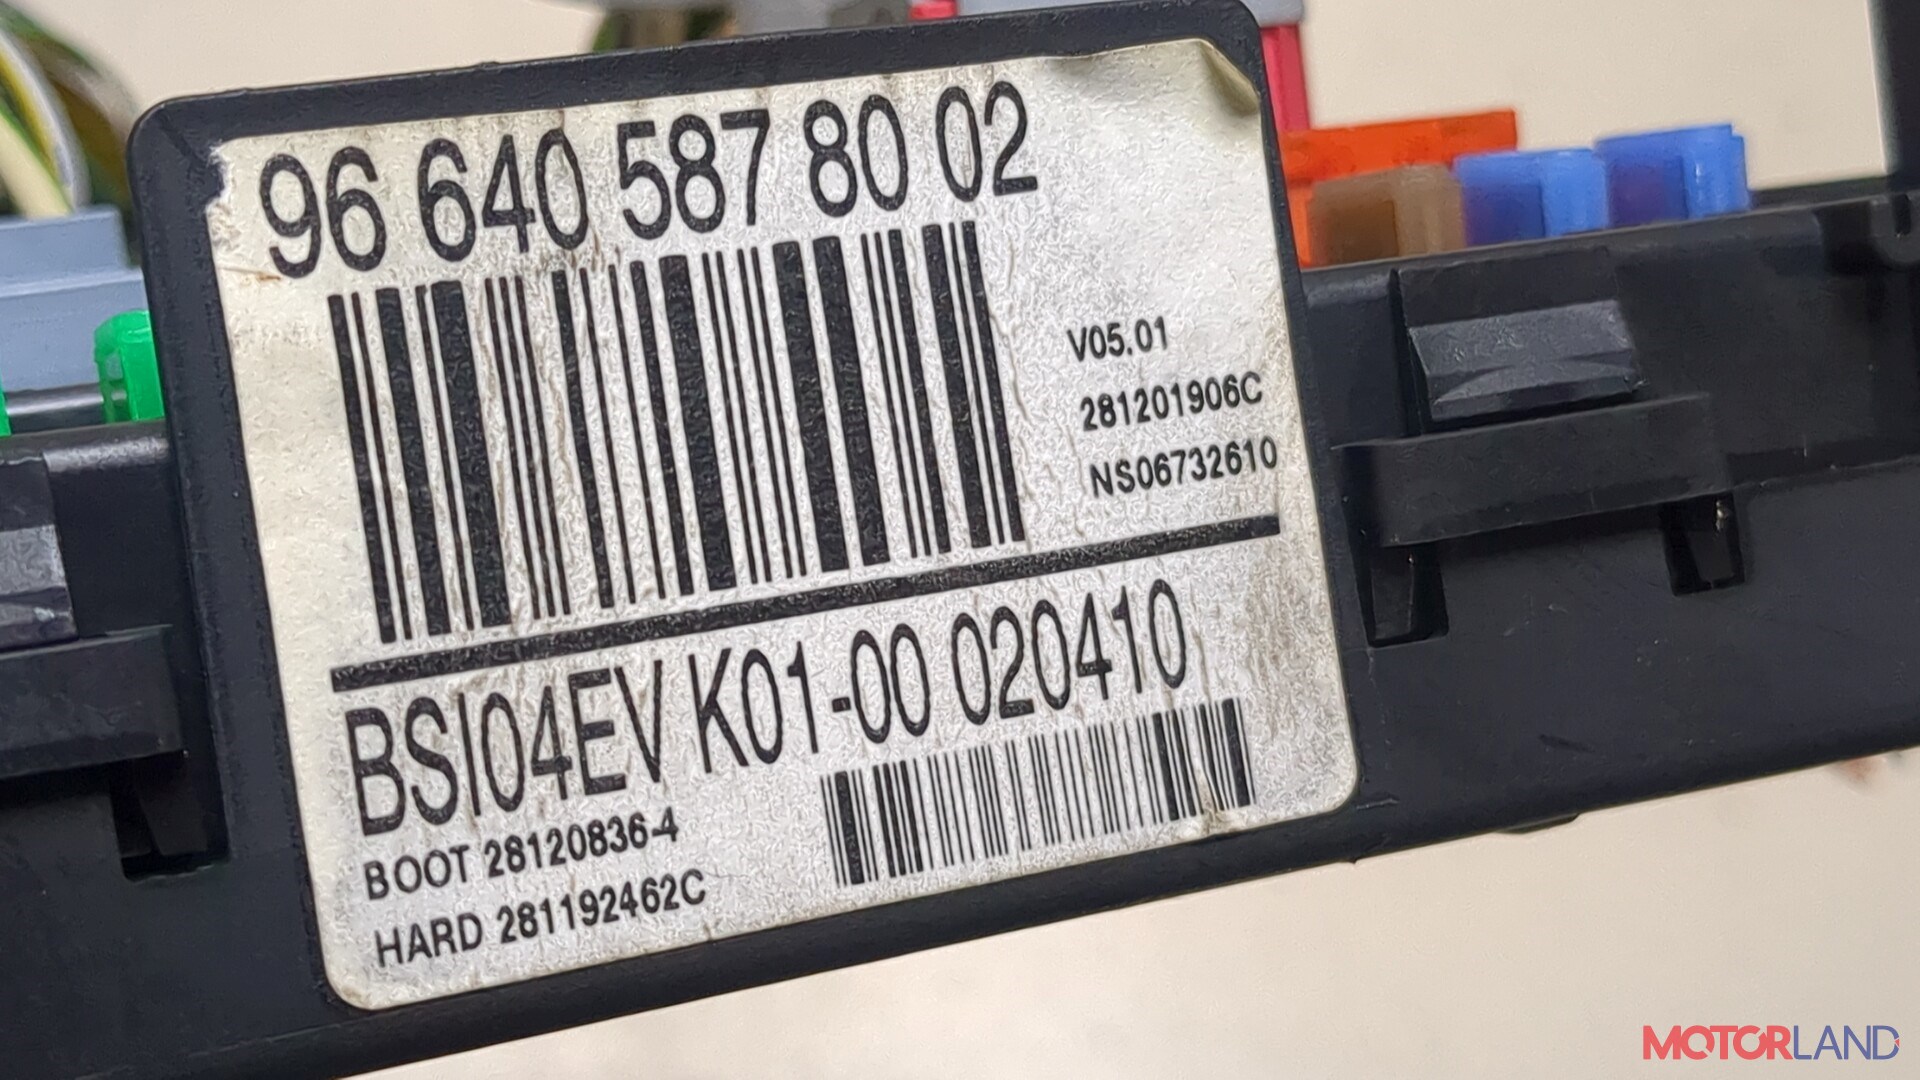 96 640 587 80 02
V05.01
281201906C
NS06732610
BSI04EV K01-00 020410
BOOT 28120836-4
HARD 281192462C
MOTORLAND